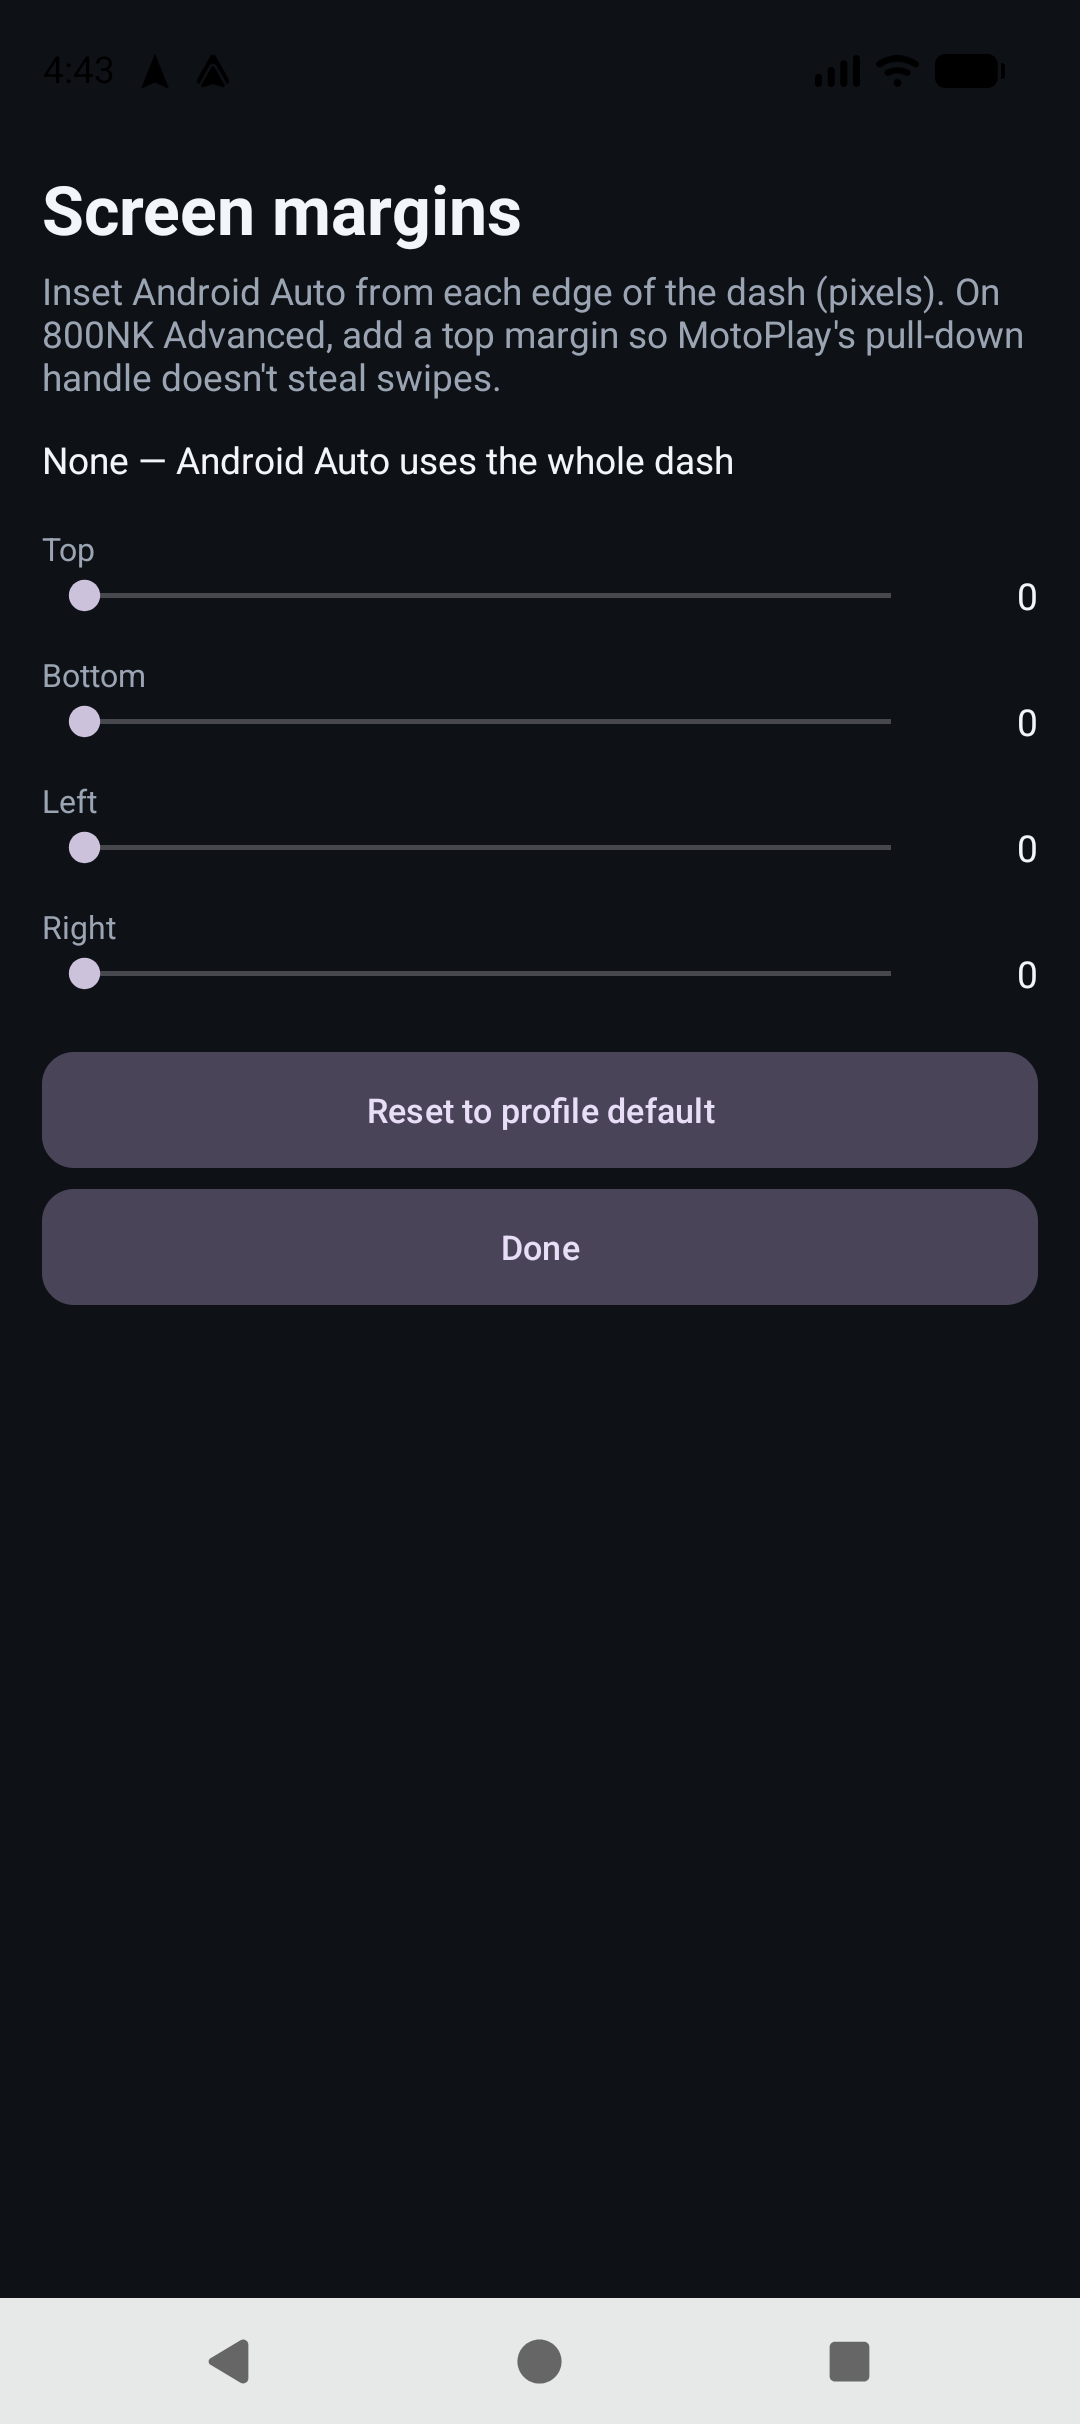 4:43
Screen margins
Inset Android Auto from each edge of the dash (pixels). On
800NK Advanced, add a top margin so MotoPlay's pull-down
handle doesn't steal swipes.
None — Android Auto uses the whole dash
Top
0
Bottom
0
Left
0
Right
0
Reset to profile default
Done